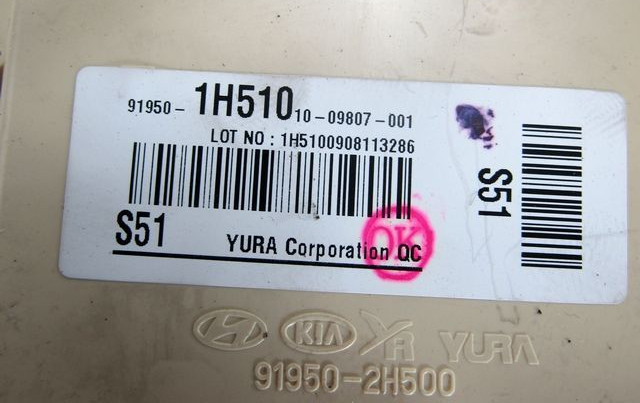 91950 - 1H510 10 - 09807 - 001
LOT NO : 1H5100908113286
S51
YURA Corporation QC
OK
S51
KIA YR YURA
91950-2H500